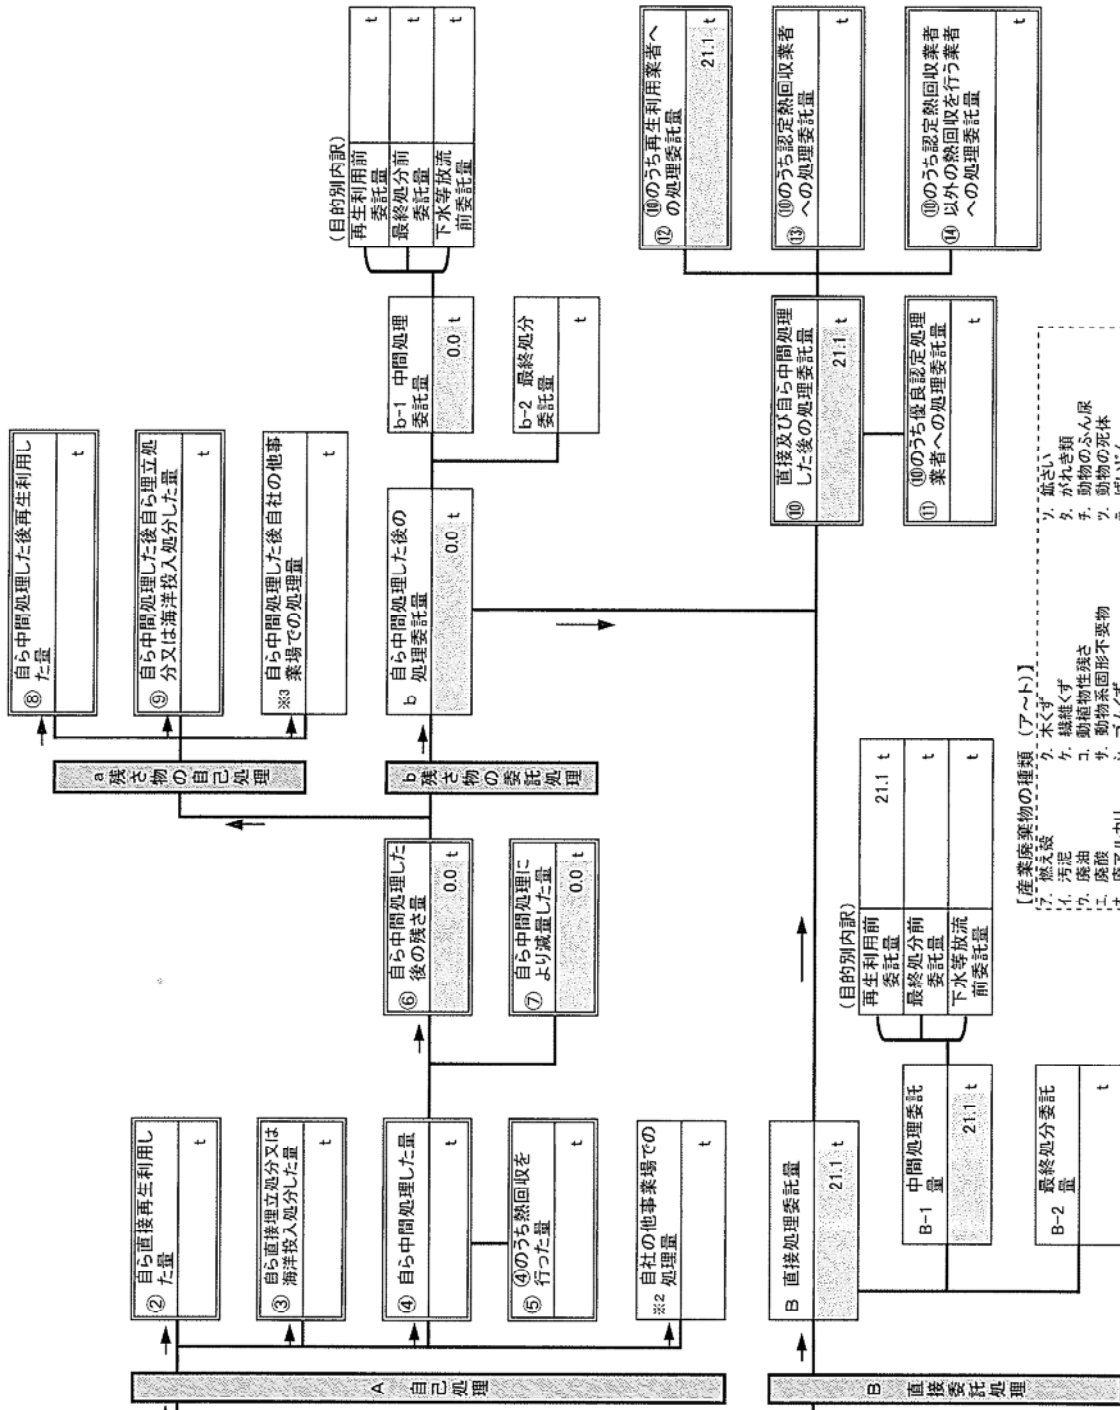 A 自己処理
② 自ら直接再生利用し
た量
t
③ 自ら直接埋立処分又は
海洋投入処分した量
t
④ 自ら中間処理した量
t
⑤ ④のうち熱回収を
行った量
t
※2 自社の他事業場での
処理量
t
⑥ 自ら中間処理した
後の残さ量
0.0 t
⑦ 自ら中間処理に
より減量した量
0.0 t
a 残さ物の自己処理
⑧ 自ら中間処理した後再生利用し
た量
t
⑨ 自ら中間処理した後自ら埋立処
分又は海洋投入処分した量
t
※3 自ら中間処理した後自社の他事
業場での処理量
t
b 残さ物の委託処理
b 自ら中間処理した後の
処理委託量
0.0 t
b-1 中間処理
委託量
0.0 t
b-2 最終処分
委託量
t
(目的別内訳)
再生利用前
委託量
t
最終処分前
委託量
t
下水等放流
前委託量
t
B 直接委託処理
B 直接処理委託量
21.1 t
B-1 中間処理委託
量
21.1 t
B-2 最終処分委託
量
t
(目的別内訳)
再生利用前
委託量
21.1 t
最終処分前
委託量
t
下水等放流
前委託量
t
⑩ 直接及び自ら中間処理
した後の処理委託量
21.1 t
⑪ ⑩のうち優良認定処理
業者への処理委託量
t
⑫ ⑩のうち再生利用業者へ
の処理委託量
21.1 t
⑬ ⑩のうち認定熱回収業者
への処理委託量
t
⑭ ⑩のうち認定熱回収業者
以外の熱回収を行う業者
への処理委託量
t
【産業廃棄物の種類 (ア~ト)】
ア. 燃え殻 ク. 木くず ソ. 鉱さい
イ. 汚泥 ケ. 繊維くず タ. がれき類
ウ. 廃油 コ. 動植物性残さ チ. 動物のふん尿
エ. 廃酸 サ. 動物系固形不要物 ツ. 動物の死体